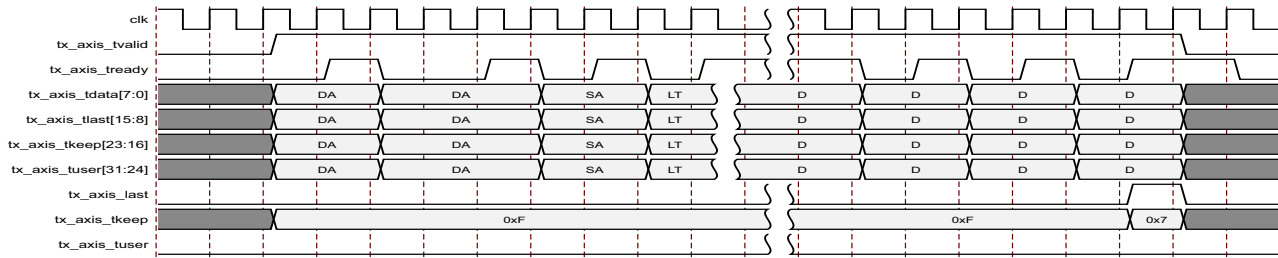 clk
tx_axis_tvalid
tx_axis_tready
tx_axis_tdata[7:0] DA DA SA LT D D D D
tx_axis_tlast[15:8] DA DA SA LT D D D D
tx_axis_tkeep[23:16] DA DA SA LT D D D D
tx_axis_tuser[31:24] DA DA SA LT D D D D
tx_axis_last
tx_axis_tkeep 0xF 0xF 0x7
tx_axis_tuser